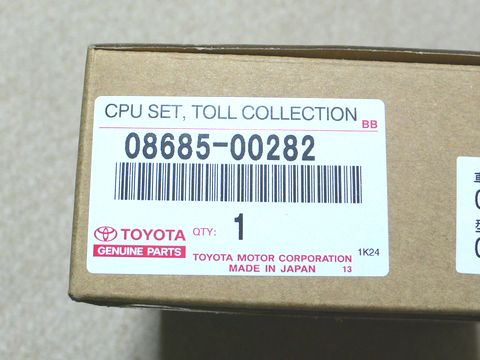 CPU SET, TOLL COLLECTION
BB
08685-00282
TOYOTA
GENUINE PARTS
QTY: 1
1K24
TOYOTA MOTOR CORPORATION
MADE IN JAPAN 13